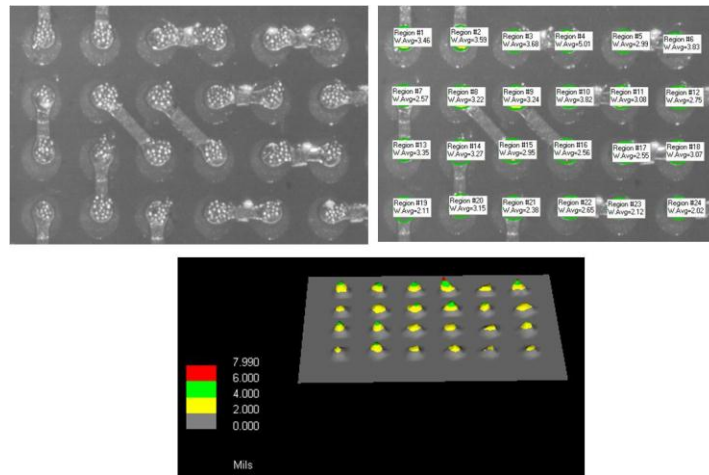 Region #1
W.Avg=3.46
Region #2
W.Avg=3.59
Region #3
W.Avg=3.68
Region #4
W.Avg=5.01
Region #5
W.Avg=2.99
Region #6
W.Avg=3.83
Region #7
W.Avg=2.57
Region #8
W.Avg=3.22
Region #9
W.Avg=3.24
Region #10
W.Avg=3.82
Region #11
W.Avg=3.08
Region #12
W.Avg=2.75
Region #13
W.Avg=3.35
Region #14
W.Avg=3.27
Region #15
W.Avg=2.95
Region #16
W.Avg=2.56
Region #17
W.Avg=2.55
Region #18
W.Avg=3.07
Region #19
W.Avg=2.11
Region #20
W.Avg=3.15
Region #21
W.Avg=2.38
Region #22
W.Avg=2.65
Region #23
W.Avg=2.12
Region #24
W.Avg=2.02
7.990
6.000
4.000
2.000
0.000
Mils